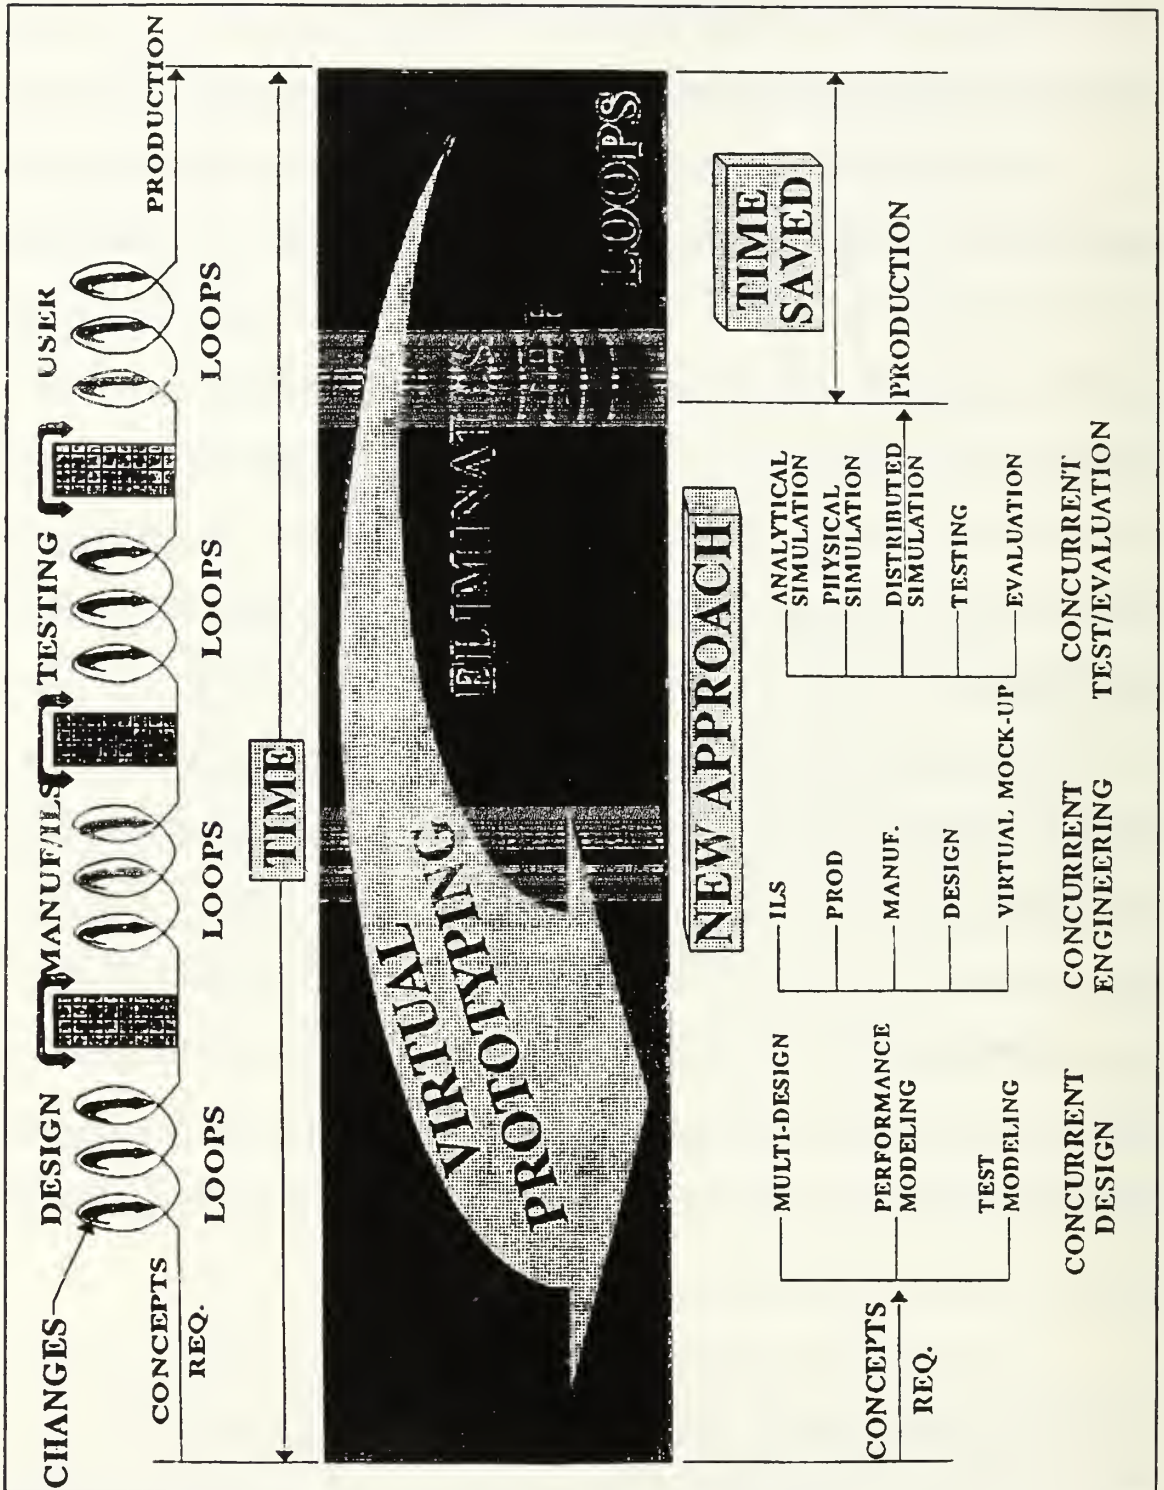 CHANGES
DESIGN
MANUF/ILS
TESTING
USER
CONCEPTS
REQ.
PRODUCTION
LOOPS
LOOPS
LOOPS
LOOPS
TIME
VIRTUAL
PROTOTYPING
ELIMINATES
THE
LOOPS
NEW APPROACH
TIME
SAVED
CONCEPTS
REQ.
MULTI-DESIGN
PERFORMANCE
MODELING
TEST
MODELING
CONCURRENT
DESIGN
ILS
PROD
MANUF.
DESIGN
VIRTUAL MOCK-UP
CONCURRENT
ENGINEERING
ANALYTICAL
SIMULATION
PHYSICAL
SIMULATION
DISTRIBUTED
SIMULATION
TESTING
EVALUATION
CONCURRENT
TEST/EVALUATION
PRODUCTION